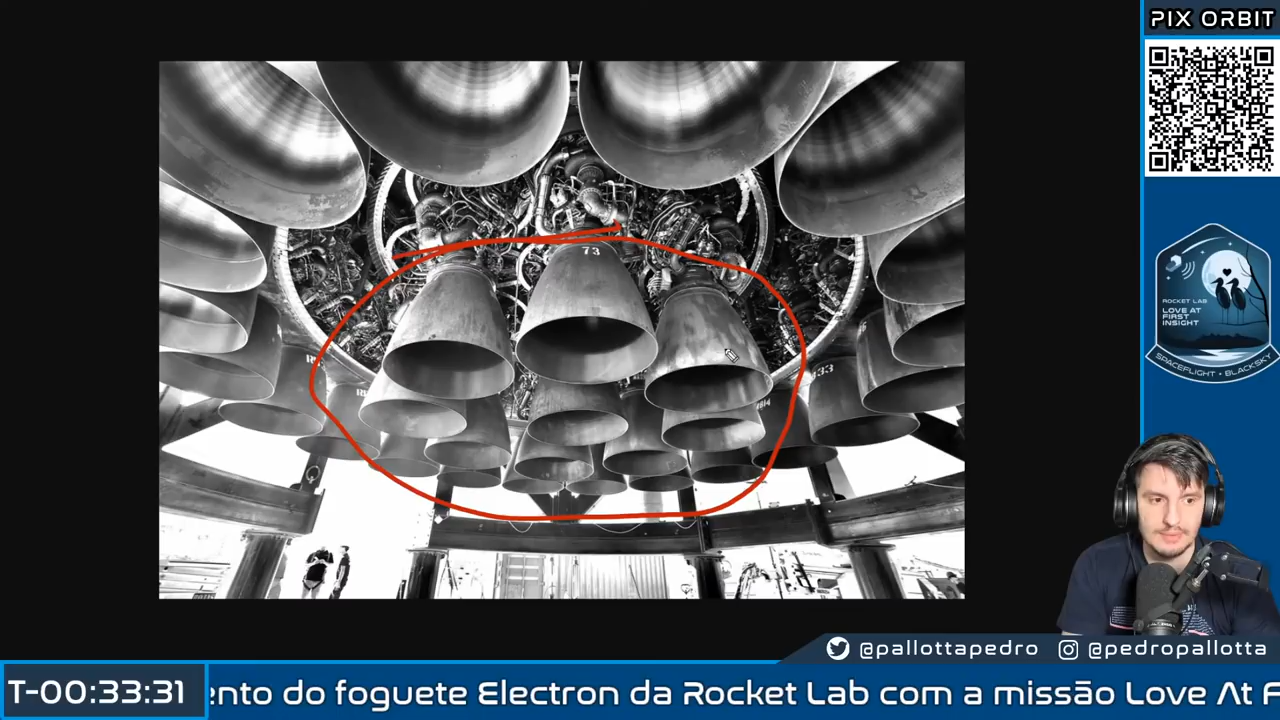 PIX ORBIT
73
33
ROCKET LAB
LOVE AT
FIRST
INSIGHT
SPACEFLIGHT • BLACKSKY
@pallottapedro
@pedropallotta
T-00:33:31
ento do foguete Electron da Rocket Lab com a missão Love At F